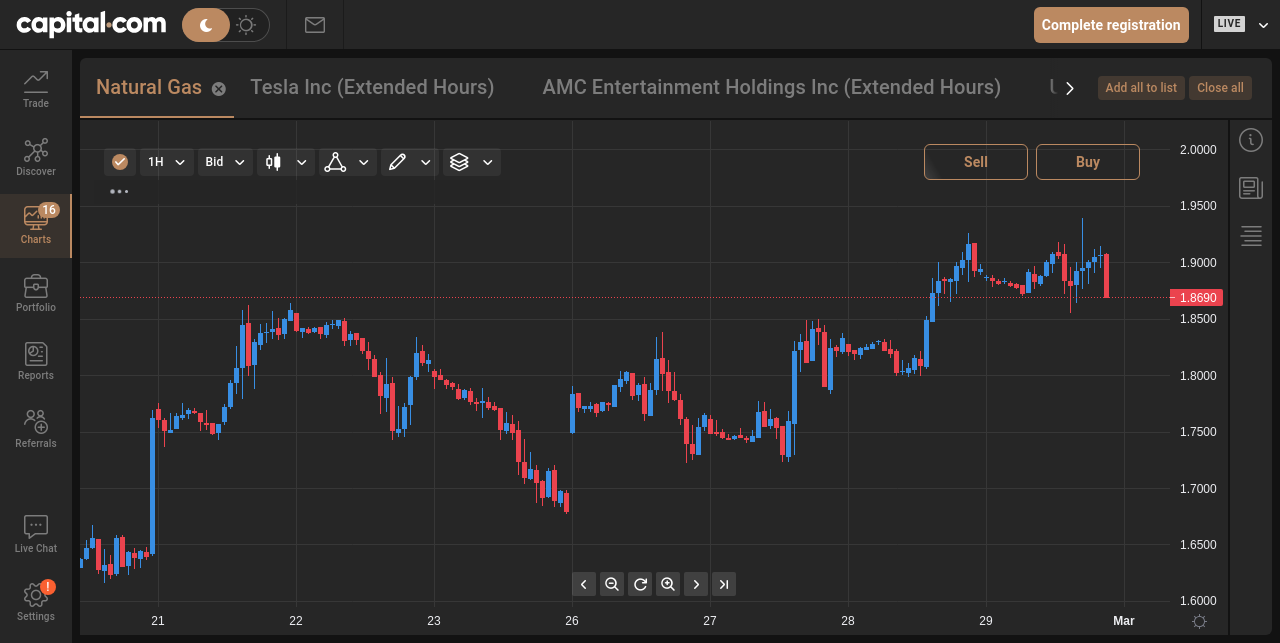 capital.com
Complete registration
LIVE
Natural Gas
Tesla Inc (Extended Hours)
AMC Entertainment Holdings Inc (Extended Hours)
Add all to list
Close all
Trade
Discover
16
Charts
Portfolio
Reports
Referrals
Live Chat
!
Settings
1H
Bid
Sell
Buy
2.0000
1.9500
1.9000
1.8690
1.8500
1.8000
1.7500
1.7000
1.6500
1.6000
21 22 23 26 27 28 29 Mar